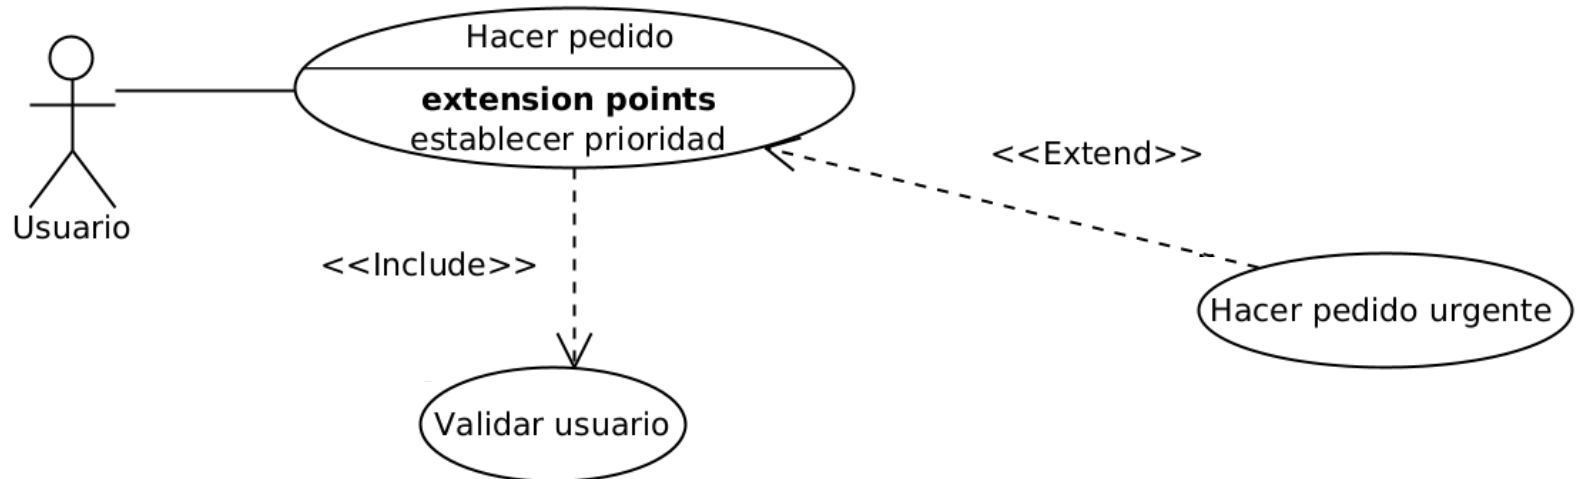 Hacer pedido
extension points
establecer prioridad
<<Extend>>
Usuario
<<Include>>
Hacer pedido urgente
Validar usuario